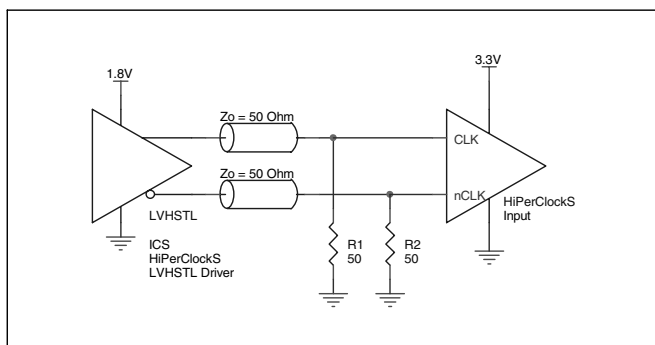 1.8V
3.3V
Zo = 50 Ohm
CLK
Zo = 50 Ohm
nCLK
HiPerClockS
Input
LVHSTL
ICS
HiPerClockS
LVHSTL Driver
R1
50
R2
50